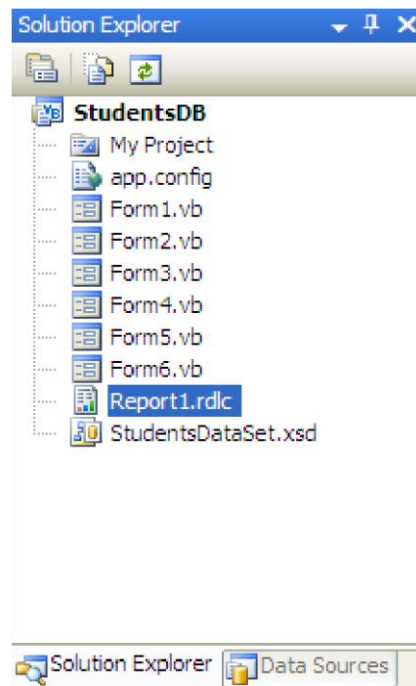 Solution Explorer
VB StudentsDB
My Project
app.config
Form1.vb
Form2.vb
Form3.vb
Form4.vb
Form5.vb
Form6.vb
Report1.rdlc
StudentsDataSet.xsd
Solution Explorer Data Sources